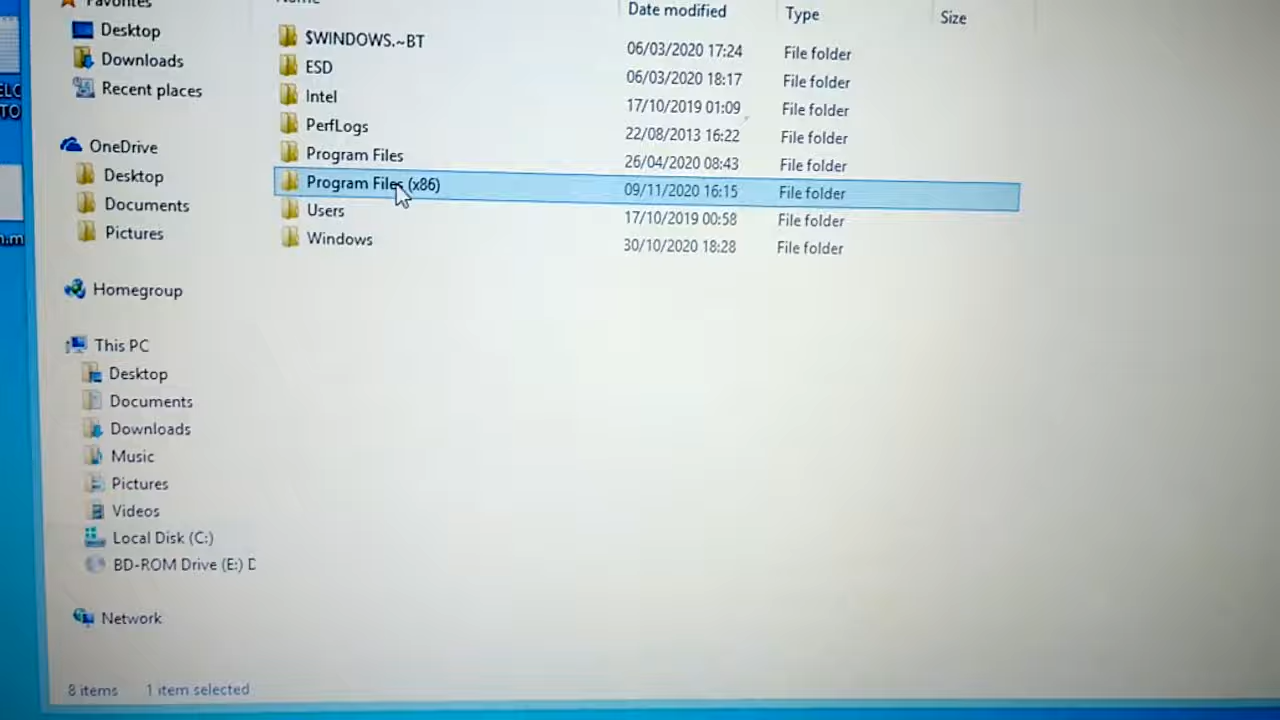 Favorites
Desktop
Downloads
Recent places
OneDrive
Desktop
Documents
Pictures
Homegroup
This PC
Desktop
Documents
Downloads
Music
Pictures
Videos
Local Disk (C:)
BD-ROM Drive (E:) D
Network
Name Date modified Type Size
$WINDOWS.~BT 06/03/2020 17:24 File folder
ESD 06/03/2020 18:17 File folder
Intel 17/10/2019 01:09 File folder
PerfLogs 22/08/2013 16:22 File folder
Program Files 26/04/2020 08:43 File folder
Program Files (x86) 09/11/2020 16:15 File folder
Users 17/10/2019 00:58 File folder
Windows 30/10/2020 18:28 File folder
8 items 1 item selected